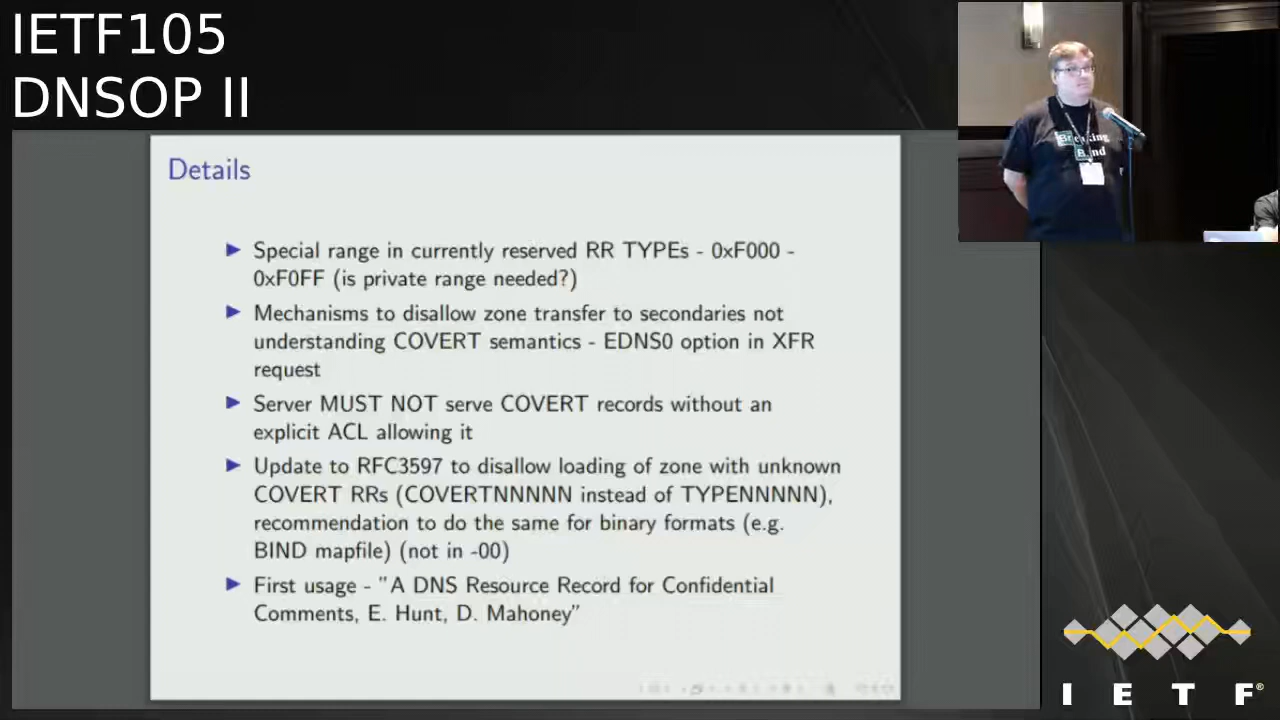 IETF105
DNSOP II
Breaking
Bind
Details
Special range in currently reserved RR TYPEs - 0xF000 -
0xF0FF (is private range needed?)
Mechanisms to disallow zone transfer to secondaries not
understanding COVERT semantics - EDNS0 option in XFR
request
Server MUST NOT serve COVERT records without an
explicit ACL allowing it
Update to RFC3597 to disallow loading of zone with unknown
COVERT RRs (COVERTNNNNN instead of TYPENNNNN),
recommendation to do the same for binary formats (e.g.
BIND mapfile) (not in -00)
First usage - "A DNS Resource Record for Confidential
Comments, E. Hunt, D. Mahoney"
I E T F®